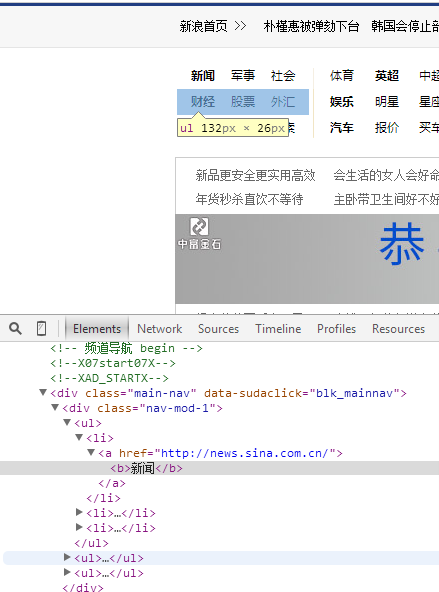 新浪首页 >> 朴槿惠被弹劾下台 韩国会停止部
新闻 军事 社会 体育 英超 中超
财经 股票 外汇 娱乐 明星 星座
ul 132px × 26px 汽车 报价 买车
新品更安全更实用高效 会生活的女人会好命
年货秒杀直饮不等待 主卧带卫生间好不好
中富金石
恭
Elements Network Sources Timeline Profiles Resources
<!-- 频道导航 begin -->
<!--X07start07X-->
<!--XAD_STARTX-->
▼<div class="main-nav" data-sudaclick="blk_mainnav">
▼<div class="nav-mod-1">
▼<ul>
▼<li>
▼<a href="http://news.sina.com.cn/">
<b>新闻</b>
</a>
</li>
▶<li>…</li>
▶<li>…</li>
</ul>
▶<ul>…</ul>
▶<ul>…</ul>
</div>